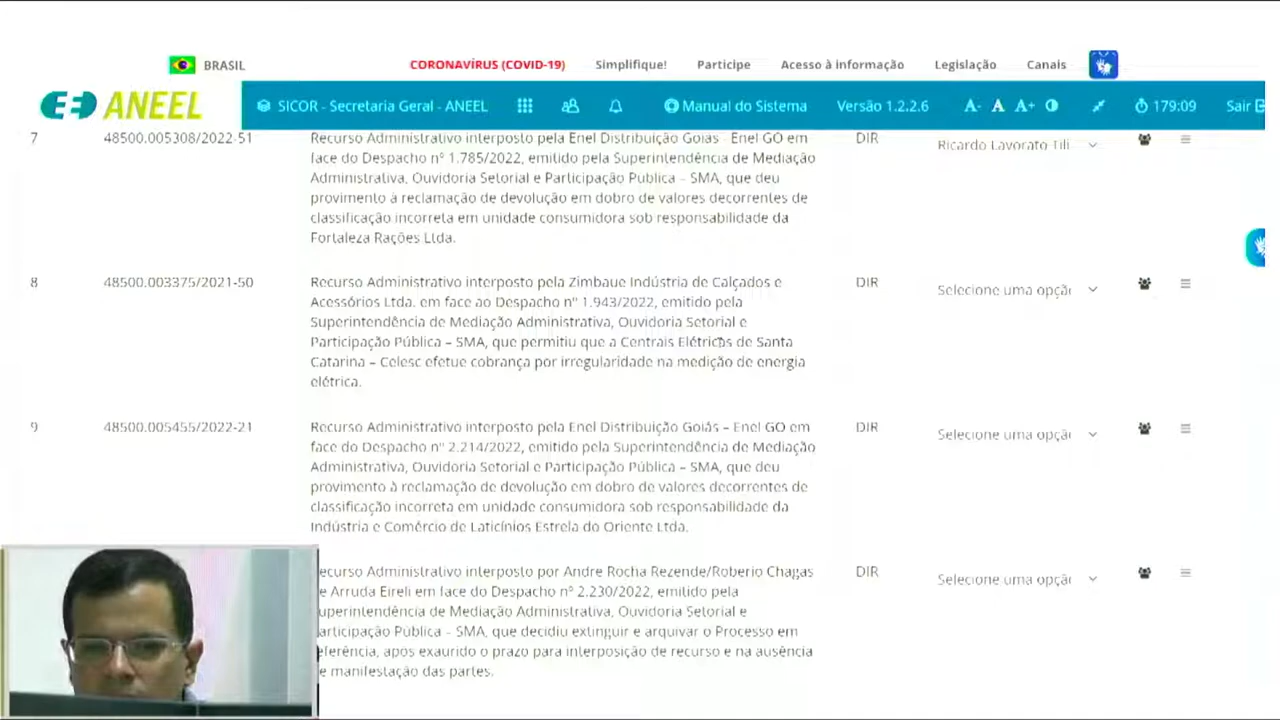 BRASIL
CORONAVÍRUS (COVID-19)
Simplifique!
Participe
Acesso à informação
Legislação
Canais
ANEEL
SICOR - Secretaria Geral - ANEEL
Manual do Sistema
Versão 1.2.2.6
A-
A
A+
179:09
Sair
7
48500.005308/2022-51
Recurso Administrativo interposto pela Enel Distribuição Goiás - Enel GO em
face do Despacho nº 1.785/2022, emitido pela Superintendência de Mediação
Administrativa, Ouvidoria Setorial e Participação Pública – SMA, que deu
provimento à reclamação de devolução em dobro de valores decorrentes de
classificação incorreta em unidade consumidora sob responsabilidade da
Fortaleza Rações Ltda.
DIR
Ricardo Lavorato Tili
8
48500.003375/2021-50
Recurso Administrativo interposto pela Zimbaue Indústria de Calçados e
Acessórios Ltda. em face ao Despacho nº 1.943/2022, emitido pela
Superintendência de Mediação Administrativa, Ouvidoria Setorial e
Participação Pública – SMA, que permitiu que a Centrais Elétricas de Santa
Catarina – Celesc efetue cobrança por irregularidade na medição de energia
elétrica.
DIR
Selecione uma opçã
9
48500.005455/2022-21
Recurso Administrativo interposto pela Enel Distribuição Goiás – Enel GO em
face do Despacho nº 2.214/2022, emitido pela Superintendência de Mediação
Administrativa, Ouvidoria Setorial e Participação Pública – SMA, que deu
provimento à reclamação de devolução em dobro de valores decorrentes de
classificação incorreta em unidade consumidora sob responsabilidade da
Indústria e Comércio de Laticínios Estrela do Oriente Ltda.
DIR
Selecione uma opçã
ecurso Administrativo interposto por Andre Rocha Rezende/Roberio Chagas
e Arruda Eireli em face do Despacho nº 2.230/2022, emitido pela
uperintendência de Mediação Administrativa, Ouvidoria Setorial e
articipação Pública – SMA, que decidiu extinguir e arquivar o Processo em
eferência, após exaurido o prazo para interposição de recurso e na ausência
e manifestação das partes.
DIR
Selecione uma opçã